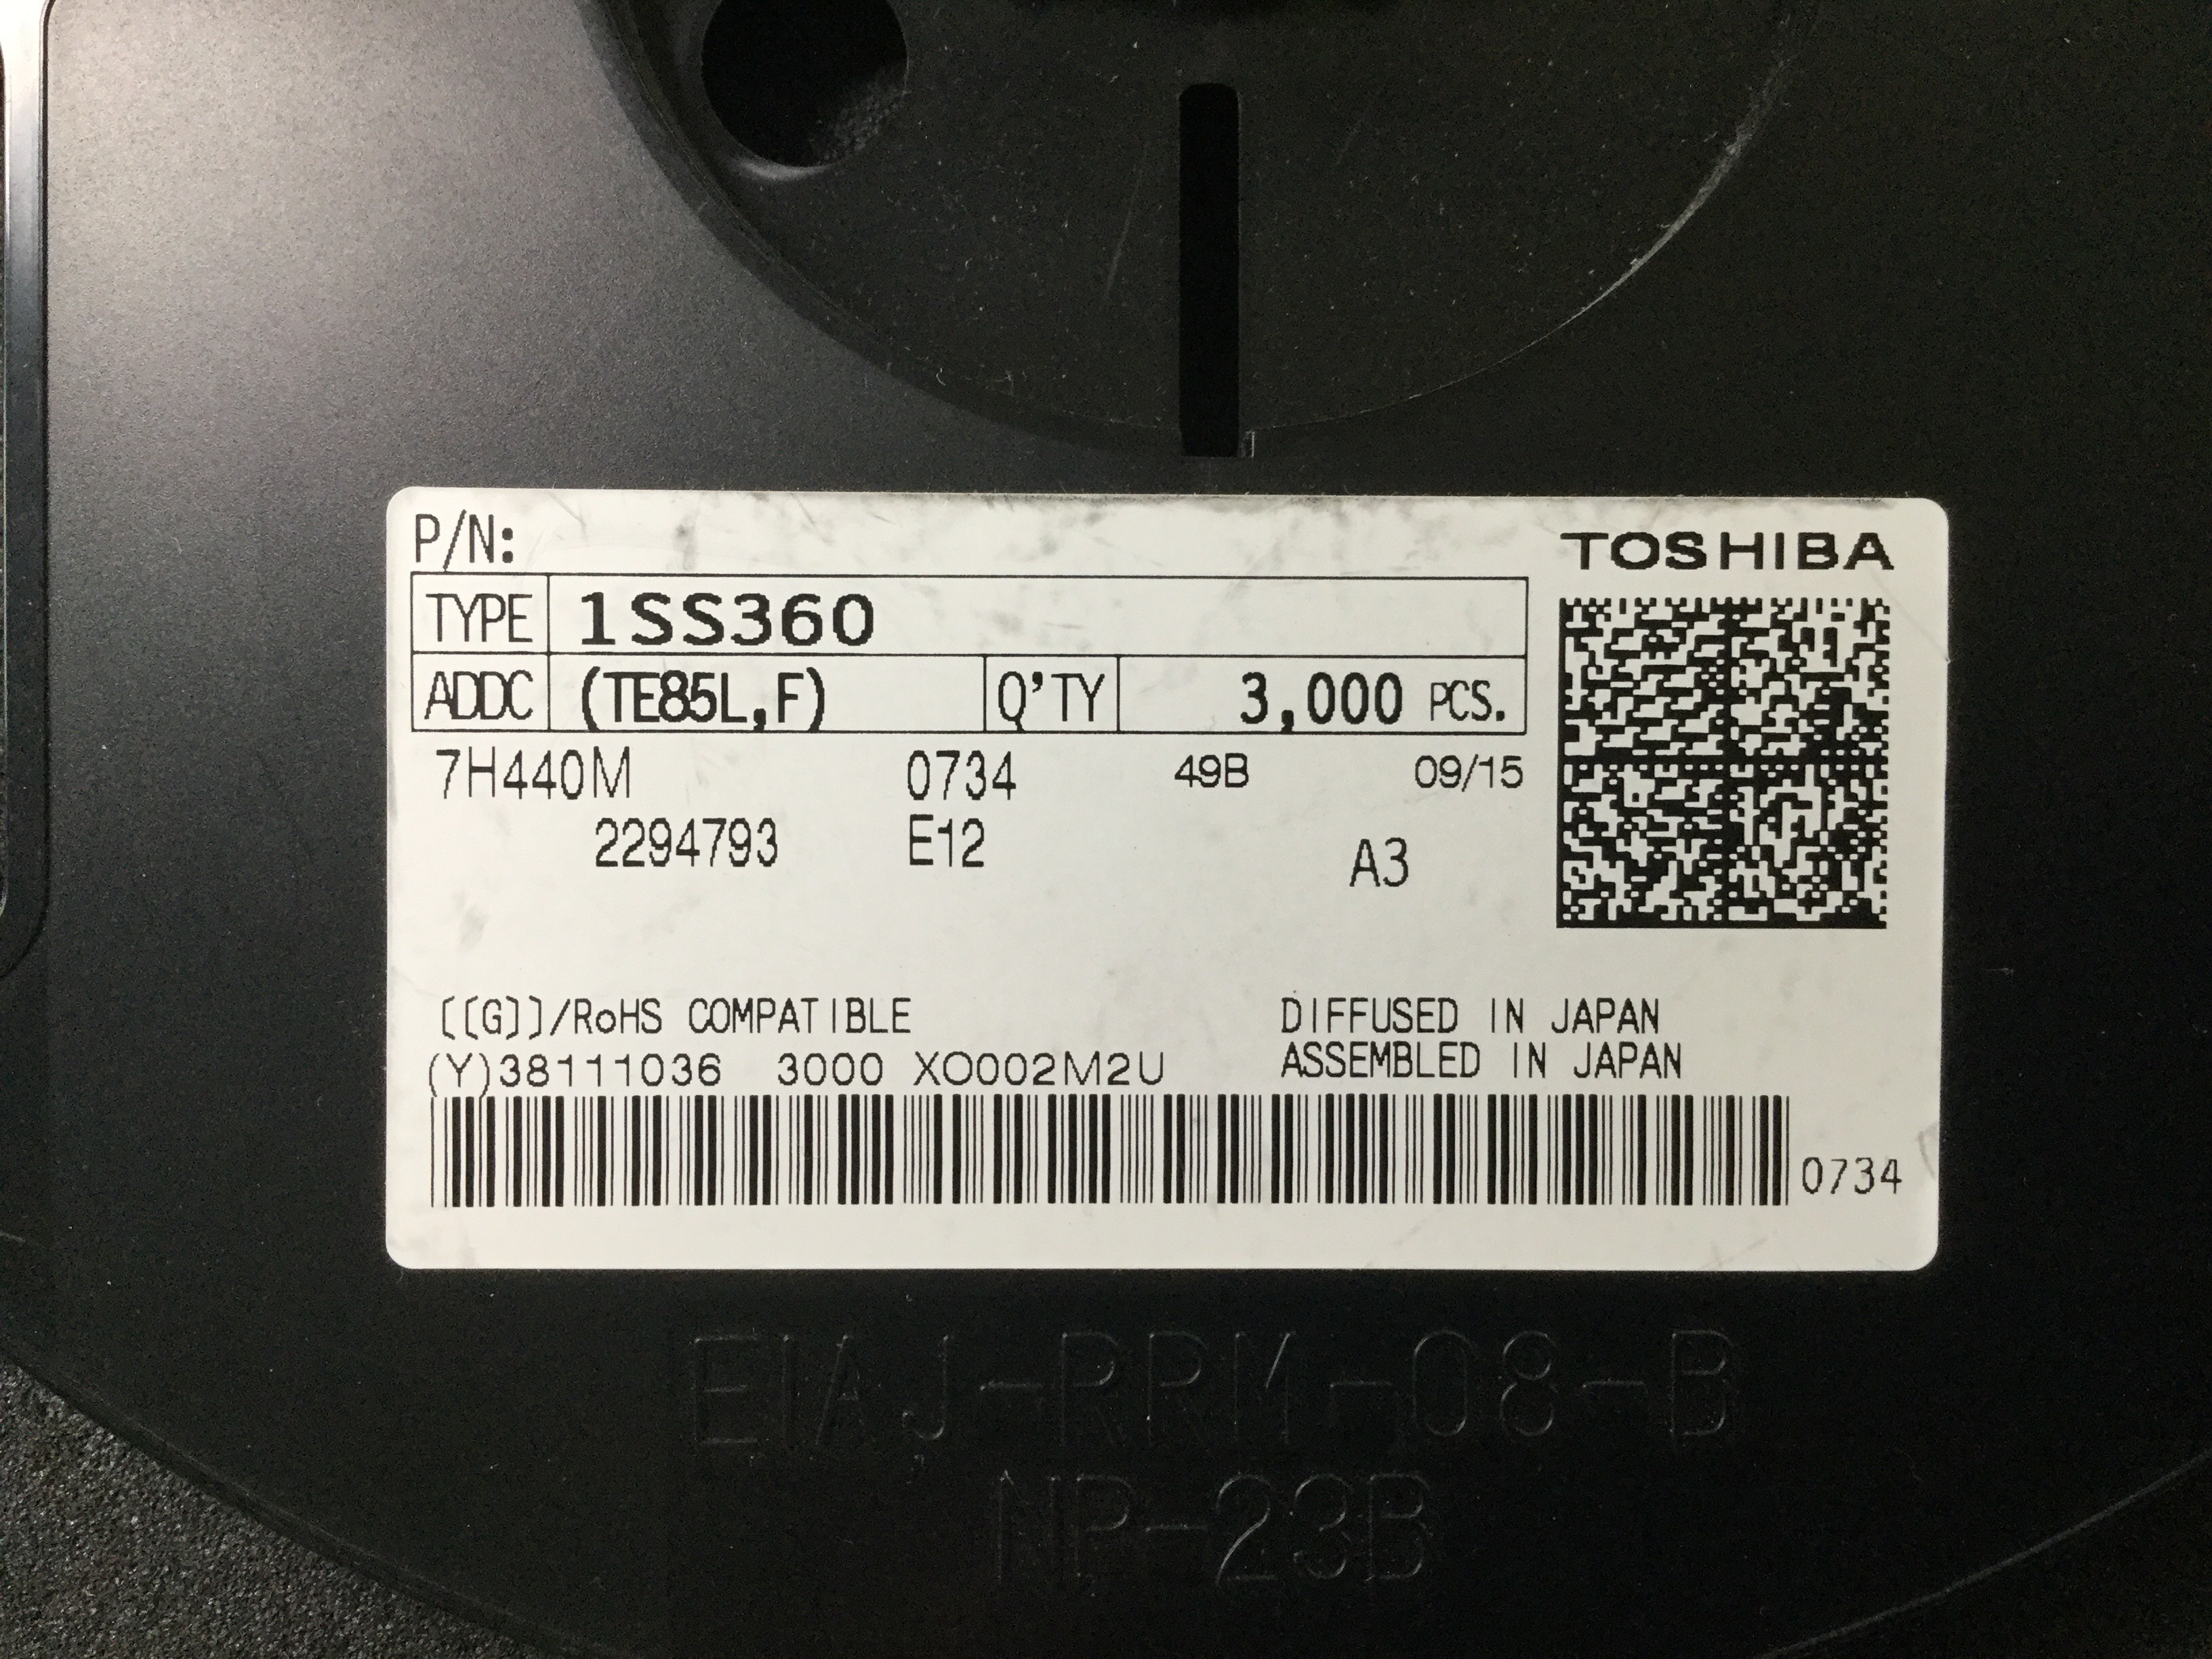 P/N:
TOSHIBA
TYPE 1SS360
ADDC (TE85L,F) Q'TY 3,000 PCS.
7H440M 0734 49B 09/15
2294793 E12 A3
[[G]]/RoHS COMPATIBLE
DIFFUSED IN JAPAN
(Y)38111036 3000 XO002M2U
ASSEMBLED IN JAPAN
0734
EIAJ-RRM-08-B
NP-23B